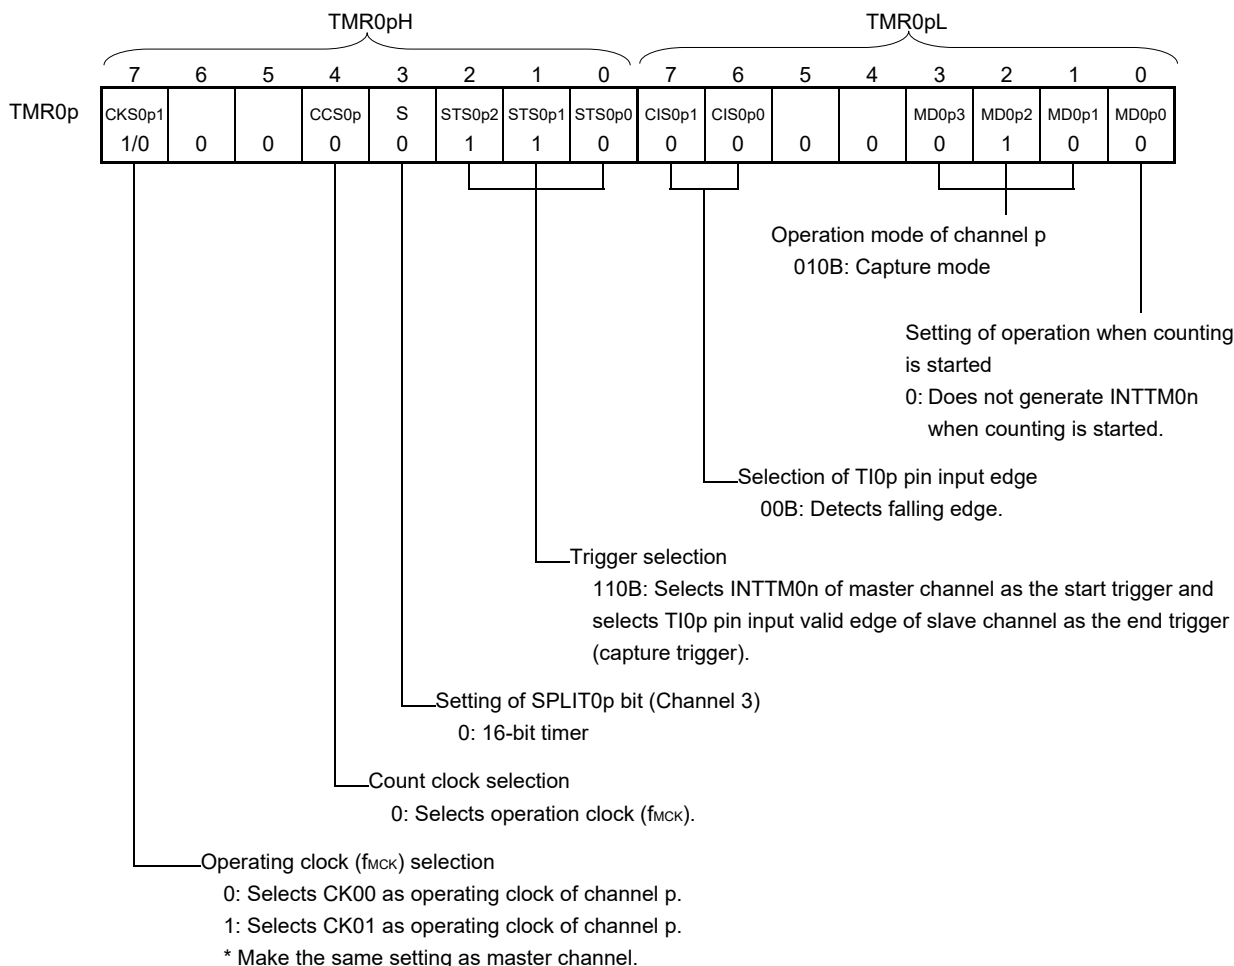 TMR0pH TMR0pL
7 6 5 4 3 2 1 0 7 6 5 4 3 2 1 0
TMR0p CKS0p1 CCS0p S STS0p2 STS0p1 STS0p0 CIS0p1 CIS0p0 MD0p3 MD0p2 MD0p1 MD0p0
1/0 0 0 0 0 1 1 0 0 0 0 0 0 1 0 0
Operation mode of channel p
010B: Capture mode
Setting of operation when counting
is started
0: Does not generate INTTM0n
when counting is started.
Selection of TI0p pin input edge
00B: Detects falling edge.
Trigger selection
110B: Selects INTTM0n of master channel as the start trigger and
selects TI0p pin input valid edge of slave channel as the end trigger
(capture trigger).
Setting of SPLIT0p bit (Channel 3)
0: 16-bit timer
Count clock selection
0: Selects operation clock (fMCK).
Operating clock (fMCK) selection
0: Selects CK00 as operating clock of channel p.
1: Selects CK01 as operating clock of channel p.
* Make the same setting as master channel.